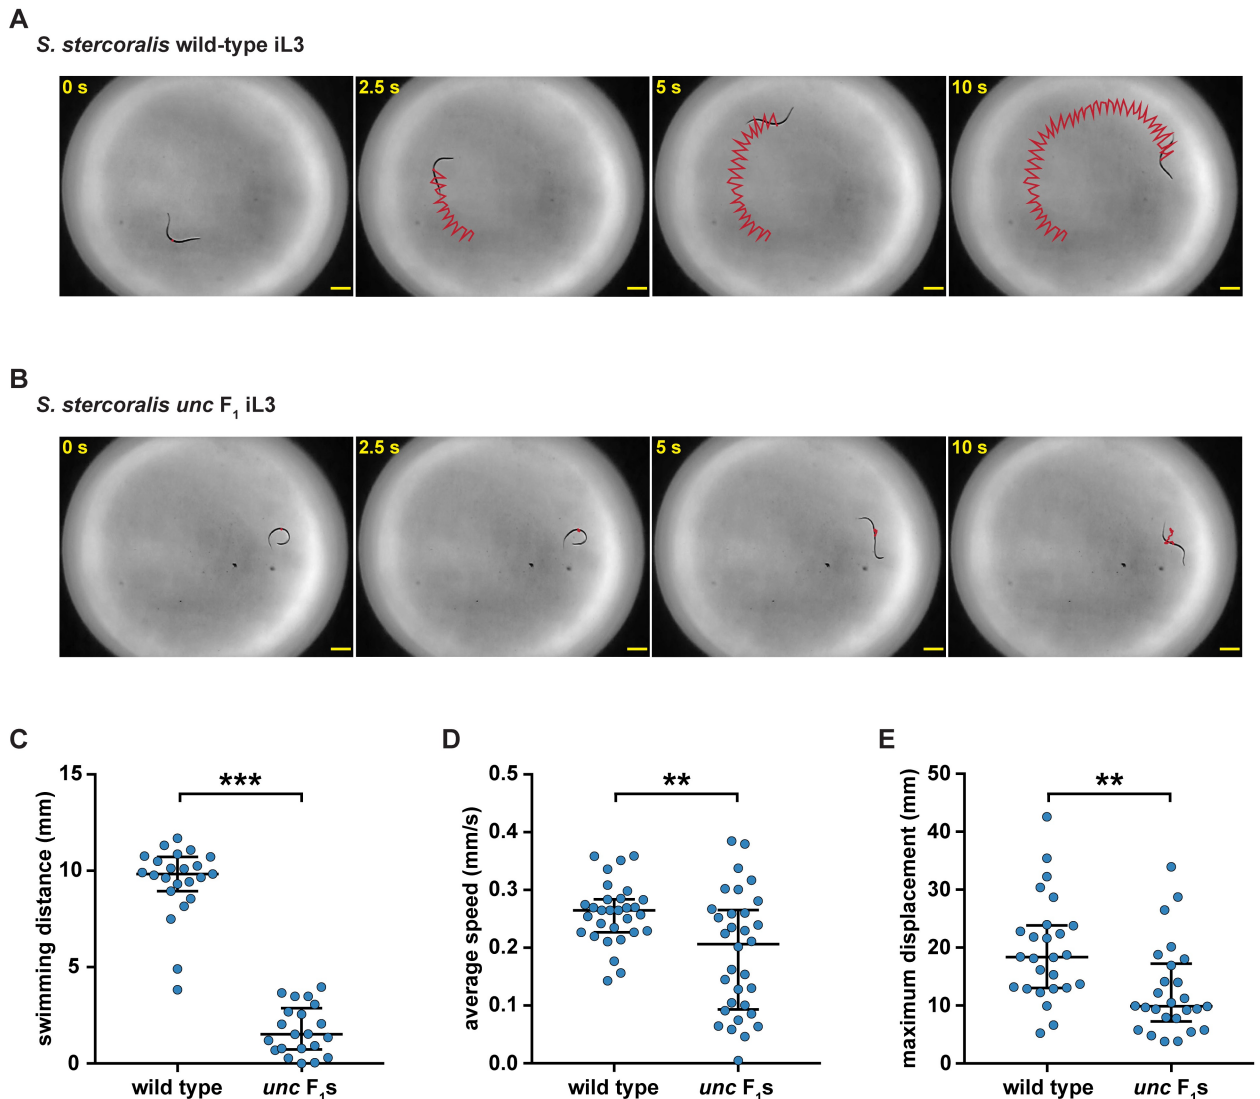 A
S. stercoralis wild-type iL3
0 s 2.5 s 5 s 10 s
B
S. stercoralis unc F1 iL3
0 s 2.5 s 5 s 10 s
C D E
swimming distance (mm)
15
10
5
0
***
wild type unc F1s
average speed (mm/s)
0.5
0.4
0.3
0.2
0.1
0.0
**
wild type unc F1s
maximum displacement (mm)
50
40
30
20
10
0
**
wild type unc F1s